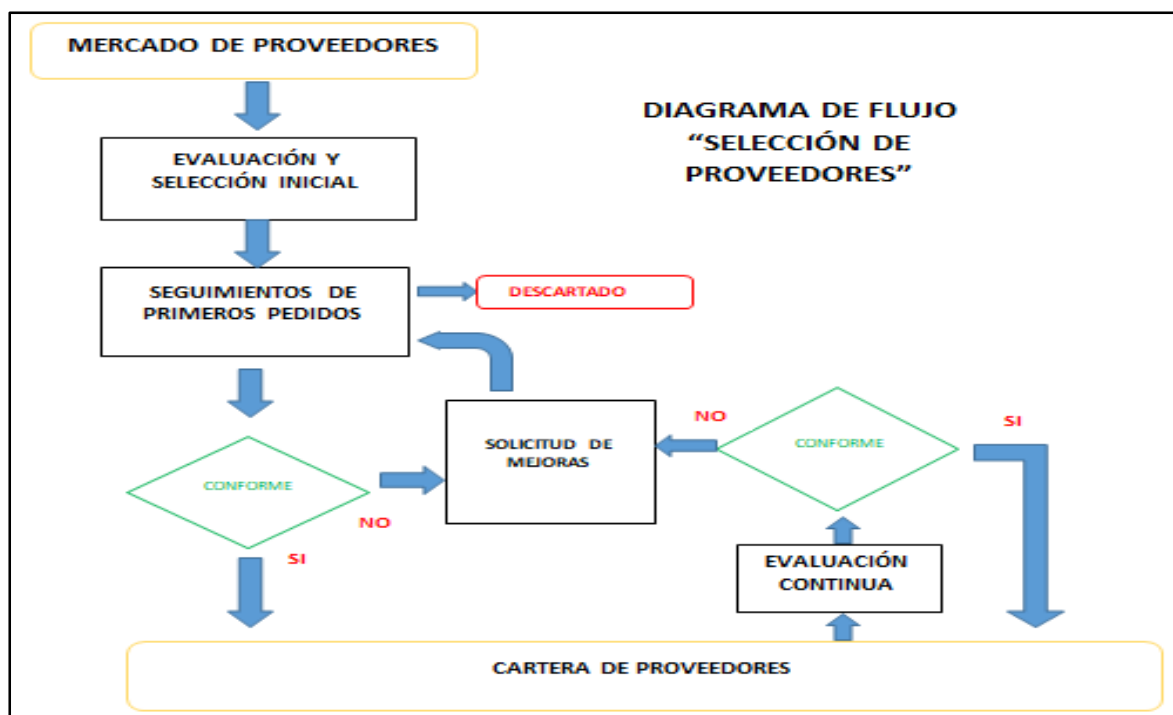 MERCADO DE PROVEEDORES
DIAGRAMA DE FLUJO
“SELECCIÓN DE
PROVEEDORES”
EVALUACIÓN Y
SELECCIÓN INICIAL
SEGUIMIENTOS DE
PRIMEROS PEDIDOS
DESCARTADO
CONFORME
NO
SI
SOLICITUD DE
MEJORAS
NO
CONFORME
SI
EVALUACIÓN
CONTINUA
CARTERA DE PROVEEDORES